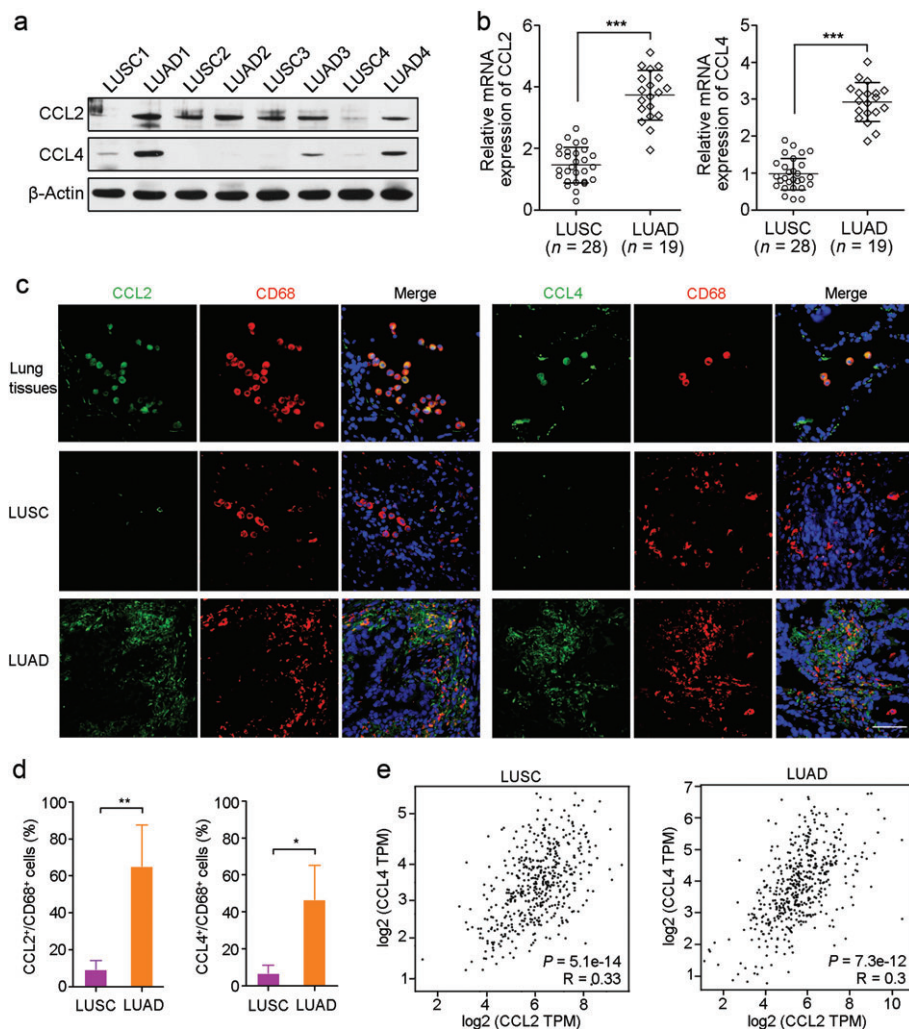 a
LUSC1
LUAD1
LUSC2
LUAD2
LUSC3
LUAD3
LUSC4
LUAD4
CCL2
CCL4
β-Actin
b
Relative mRNA
expression of CCL2
6
4
2
0
***
LUSC
(n = 28)
LUAD
(n = 19)
Relative mRNA
expression of CCL4
5
4
3
2
1
0
***
LUSC
(n = 28)
LUAD
(n = 19)
c
CCL2 CD68 Merge CCL4 CD68 Merge
Lung
tissues
LUSC
LUAD
d
CCL2⁺/CD68⁺ cells (%)
100
80
60
40
20
0
**
LUSC LUAD
CCL4⁺/CD68⁺ cells (%)
100
80
60
40
20
0
*
LUSC LUAD
e
LUSC
log2 (CCL4 TPM)
5
4
3
2
1
P = 5.1e-14
R = 0.33
2 4 6 8
log2 (CCL2 TPM)
LUAD
log2 (CCL4 TPM)
7
6
5
4
3
2
1
P = 7.3e-12
R = 0.3
2 4 6 8 10
log2 (CCL2 TPM)